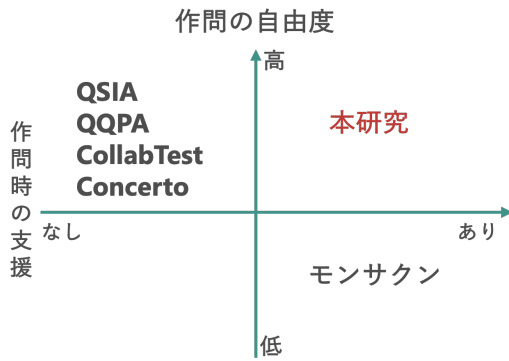 作問の自由度
高
QSIA
QQPA
CollabTest
Concerto
本研究
作問時の支援
なし
あり
モンサクン
低